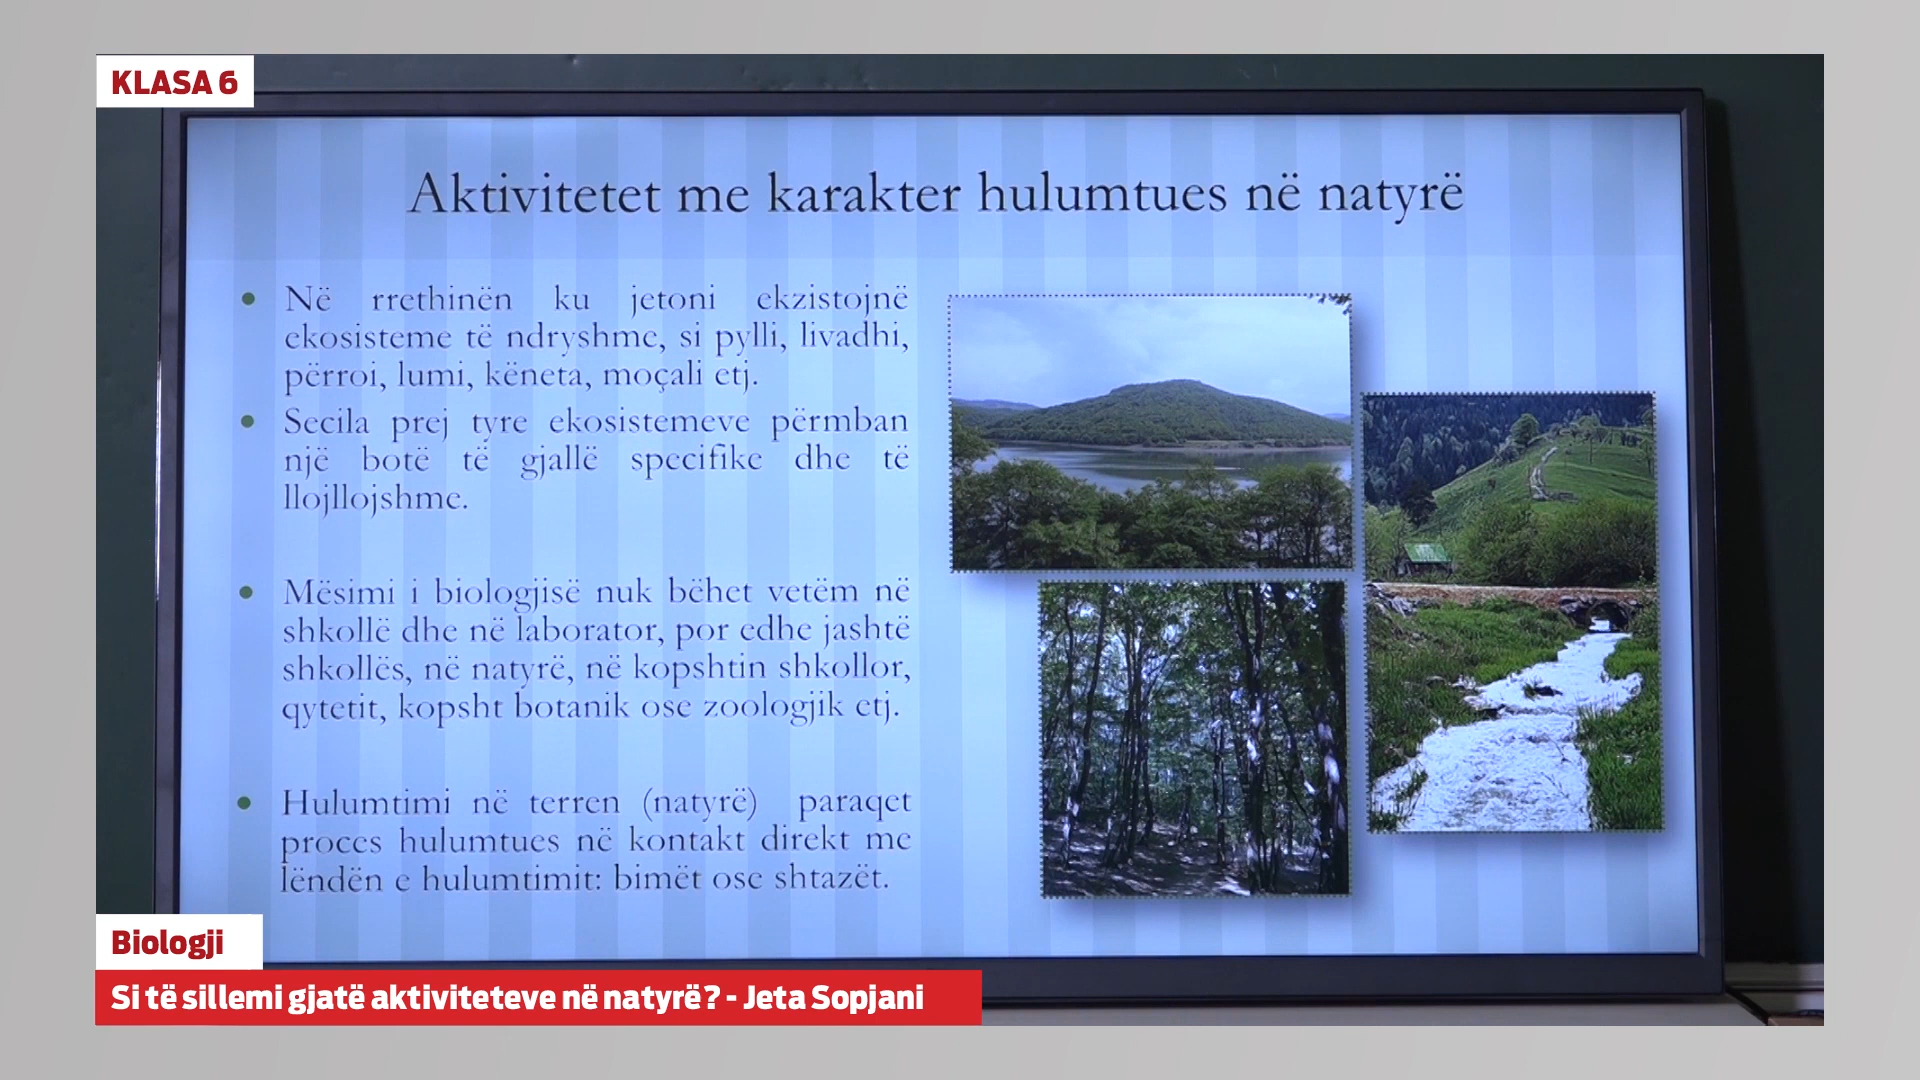 KLASA 6
Aktivitetet me karakter hulumtues në natyrë
• Në rrethinën ku jetoni ekzistojnë
ekosisteme të ndryshme, si pylli, livadhi,
përroi, lumi, këneta, moçali etj.
• Secila prej tyre ekosistemeve përmban
një botë të gjallë specifike dhe të
llojllojshme.
• Mësimi i biologjisë nuk bëhet vetëm në
shkollë dhe në laborator, por edhe jashtë
shkollës, në natyrë, në kopshtin shkollor,
qytetit, kopsht botanik ose zoologjik etj.
• Hulumtimi në terren (natyrë) paraqet
proces hulumtues në kontakt direkt me
lëndën e hulumtimit: bimët ose shtazët.
Biologji
Si të sillemi gjatë aktiviteteve në natyrë? - Jeta Sopjani